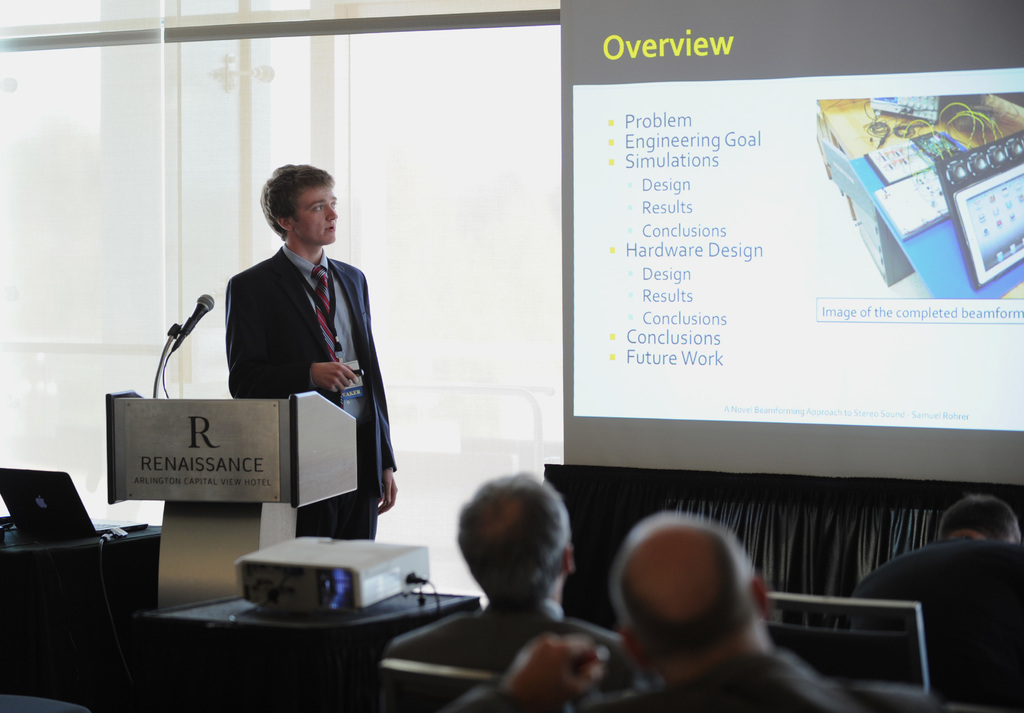 Overview
Problem
Engineering Goal
Simulations
Design
Results
Conclusions
Hardware Design
Design
Results
Conclusions
Conclusions
Future Work
Image of the completed beamform
A Novel Beamforming Approach to Stereo Sound - Samuel Rohrer
R
RENAISSANCE
ARLINGTON CAPITAL VIEW HOTEL